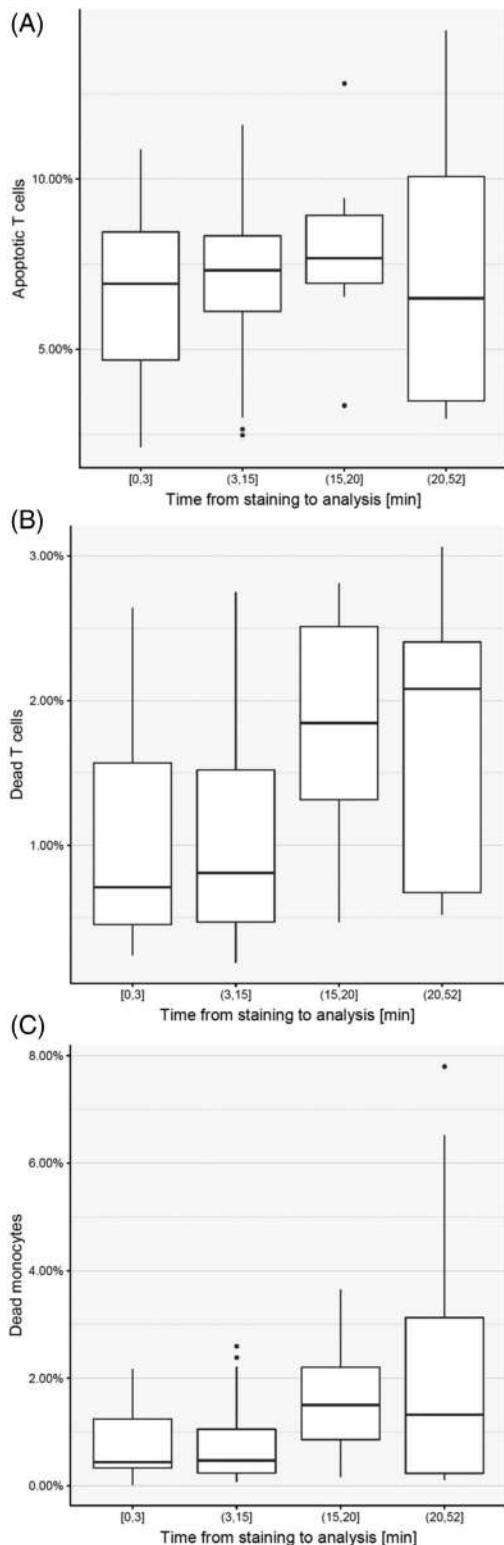 (A)
10.00%
5.00%
Apoptotic T cells
[0,3] (3,15] (15,20] (20,52]
Time from staining to analysis [min]
(B)
3.00%
2.00%
1.00%
Dead T cells
[0,3] (3,15] (15,20] (20,52]
Time from staining to analysis [min]
(C)
8.00%
6.00%
4.00%
2.00%
0.00%
Dead monocytes
[0,3] (3,15] (15,20] (20,52]
Time from staining to analysis [min]